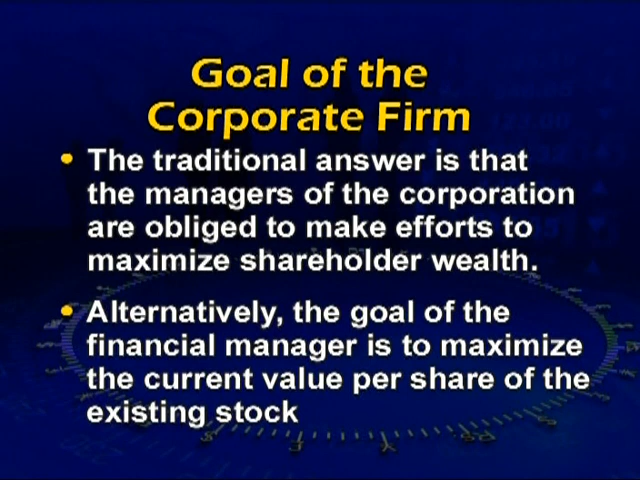 Goal of the
Corporate Firm
• The traditional answer is that
the managers of the corporation
are obliged to make efforts to
maximize shareholder wealth.
• Alternatively, the goal of the
financial manager is to maximize
the current value per share of the
existing stock